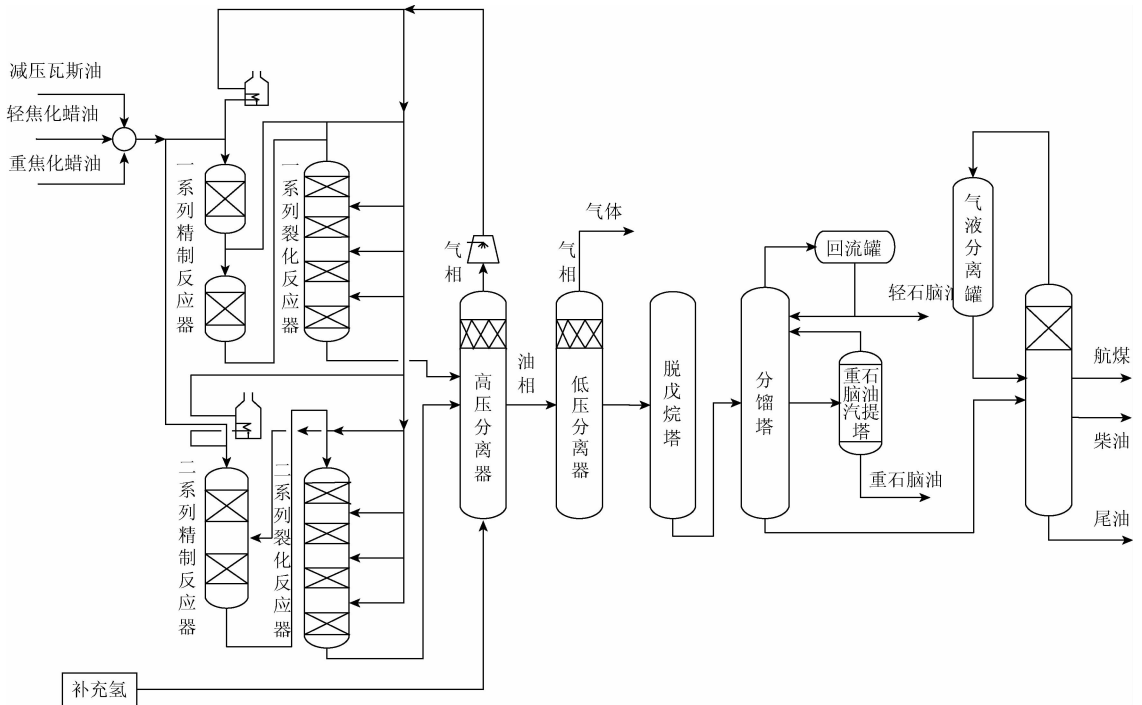 减压瓦斯油
轻焦化蜡油
重焦化蜡油
一系列精制反应器
一系列裂化反应器
二系列精制反应器
二系列裂化反应器
补充氢
气相
高压分离器
油相
气相
气体
低压分离器
脱戊烷塔
分馏塔
回流罐
轻石脑油
重石
脑油
汽提
塔
重石脑油
气液分离罐
航煤
柴油
尾油